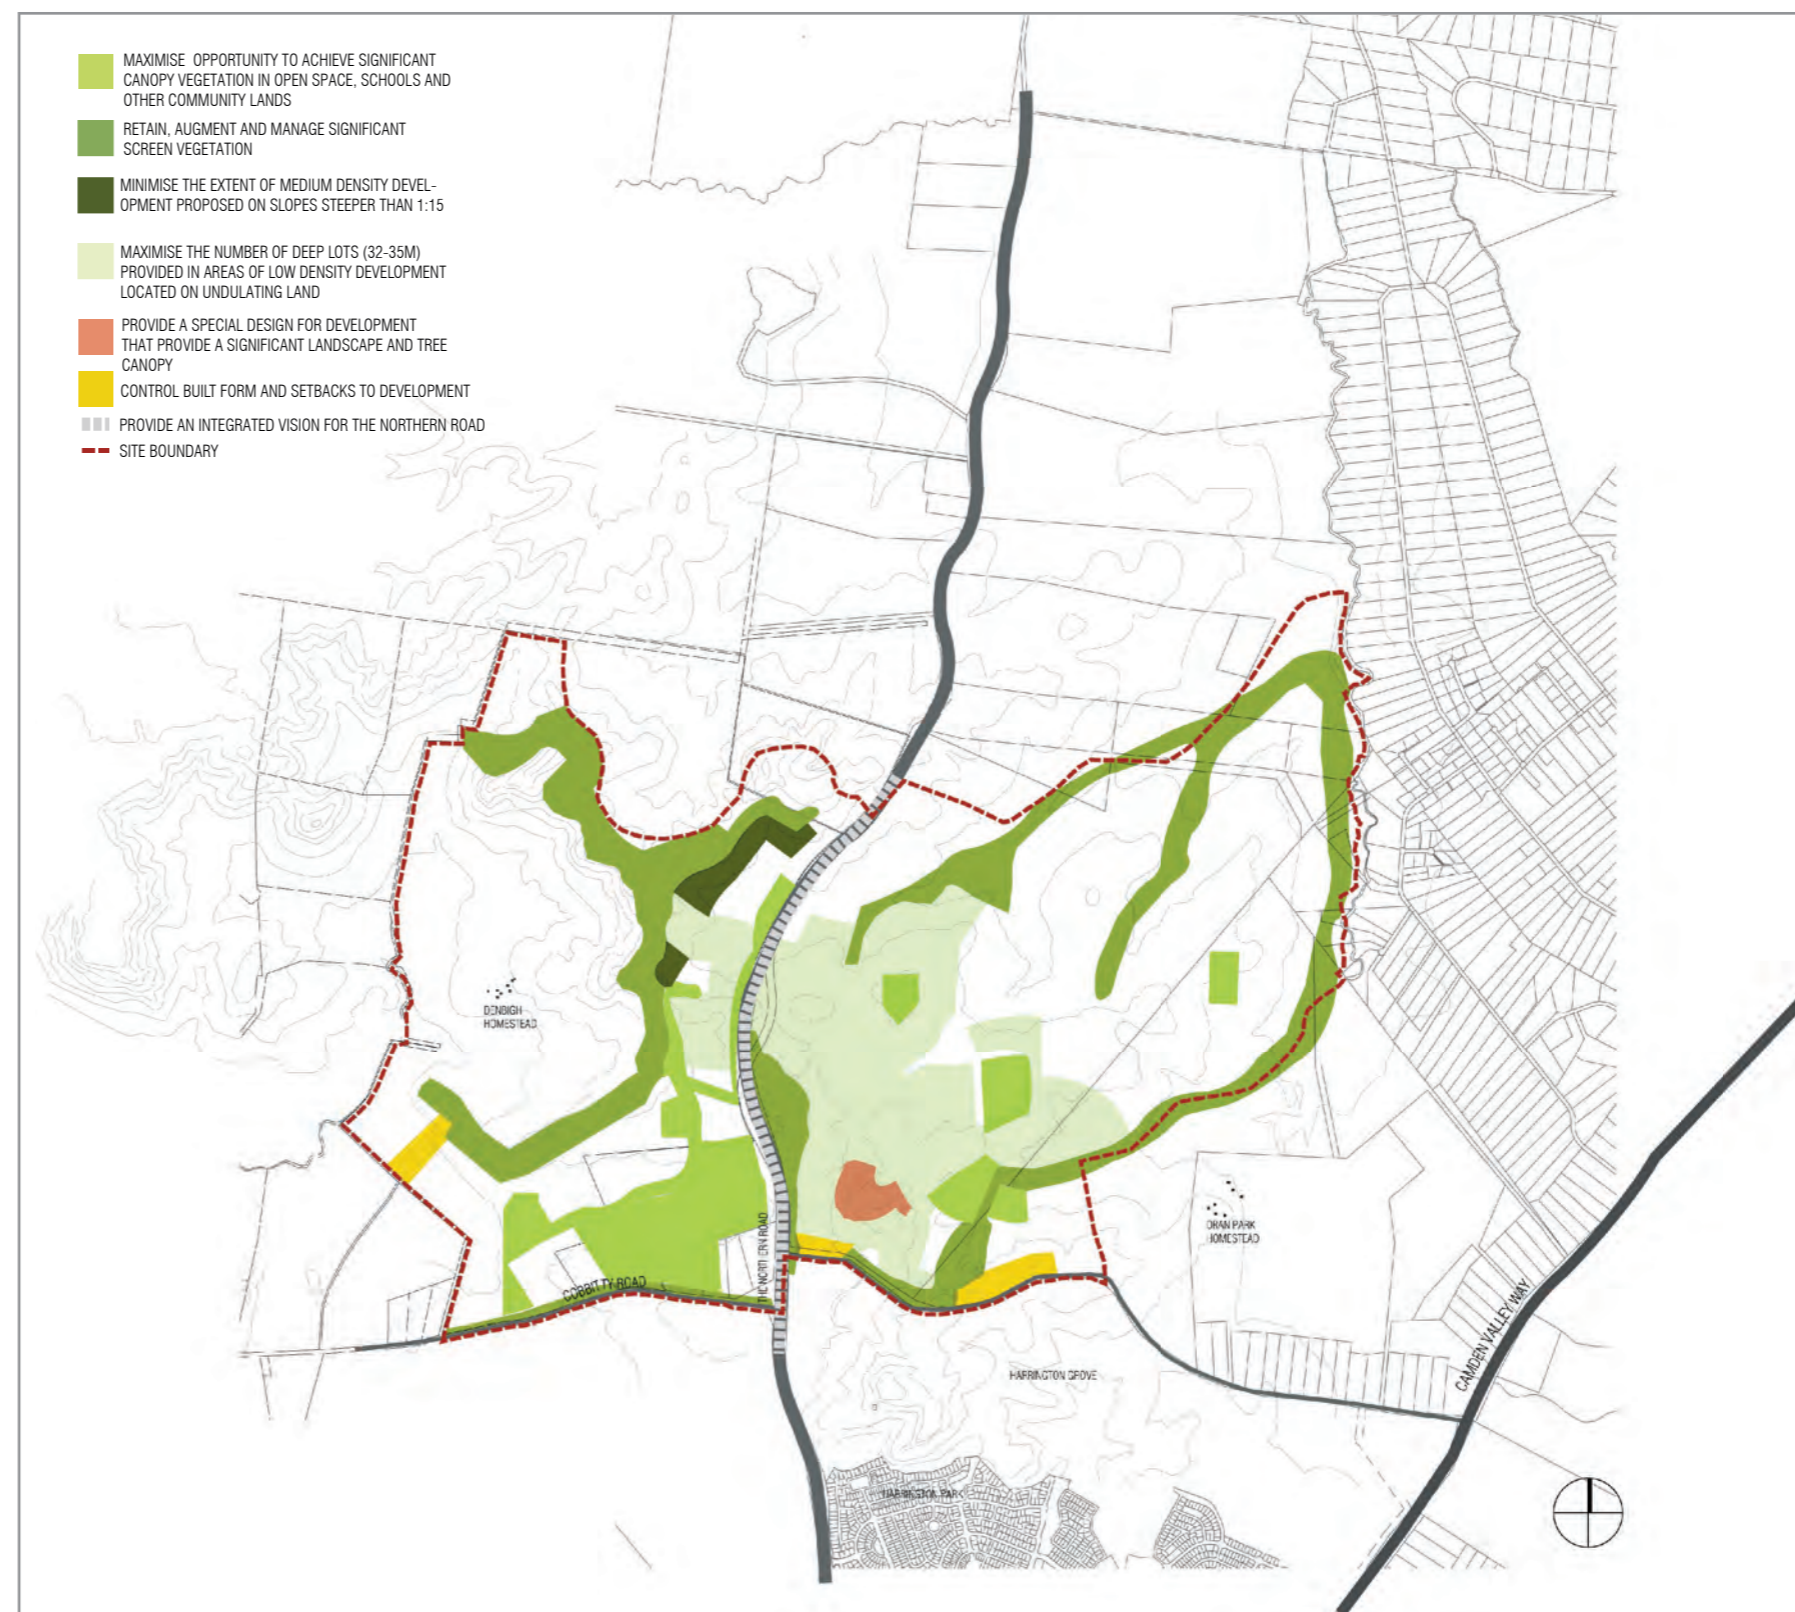 MAXIMISE OPPORTUNITY TO ACHIEVE SIGNIFICANT
CANOPY VEGETATION IN OPEN SPACE, SCHOOLS AND
OTHER COMMUNITY LANDS
RETAIN, AUGMENT AND MANAGE SIGNIFICANT
SCREEN VEGETATION
MINIMISE THE EXTENT OF MEDIUM DENSITY DEVEL-
OPMENT PROPOSED ON SLOPES STEEPER THAN 1:15
MAXIMISE THE NUMBER OF DEEP LOTS (32-35M)
PROVIDED IN AREAS OF LOW DENSITY DEVELOPMENT
LOCATED ON UNDULATING LAND
PROVIDE A SPECIAL DESIGN FOR DEVELOPMENT
THAT PROVIDE A SIGNIFICANT LANDSCAPE AND TREE
CANOPY
CONTROL BUILT FORM AND SETBACKS TO DEVELOPMENT
PROVIDE AN INTEGRATED VISION FOR THE NORTHERN ROAD
SITE BOUNDARY
DENBIGH
HOMESTEAD
ORAN PARK
HOMESTEAD
THE NORTHERN ROAD
COBBITTY ROAD
CAMDEN VALLEY WAY
HARRINGTON GROVE
HARRINGTON PARK